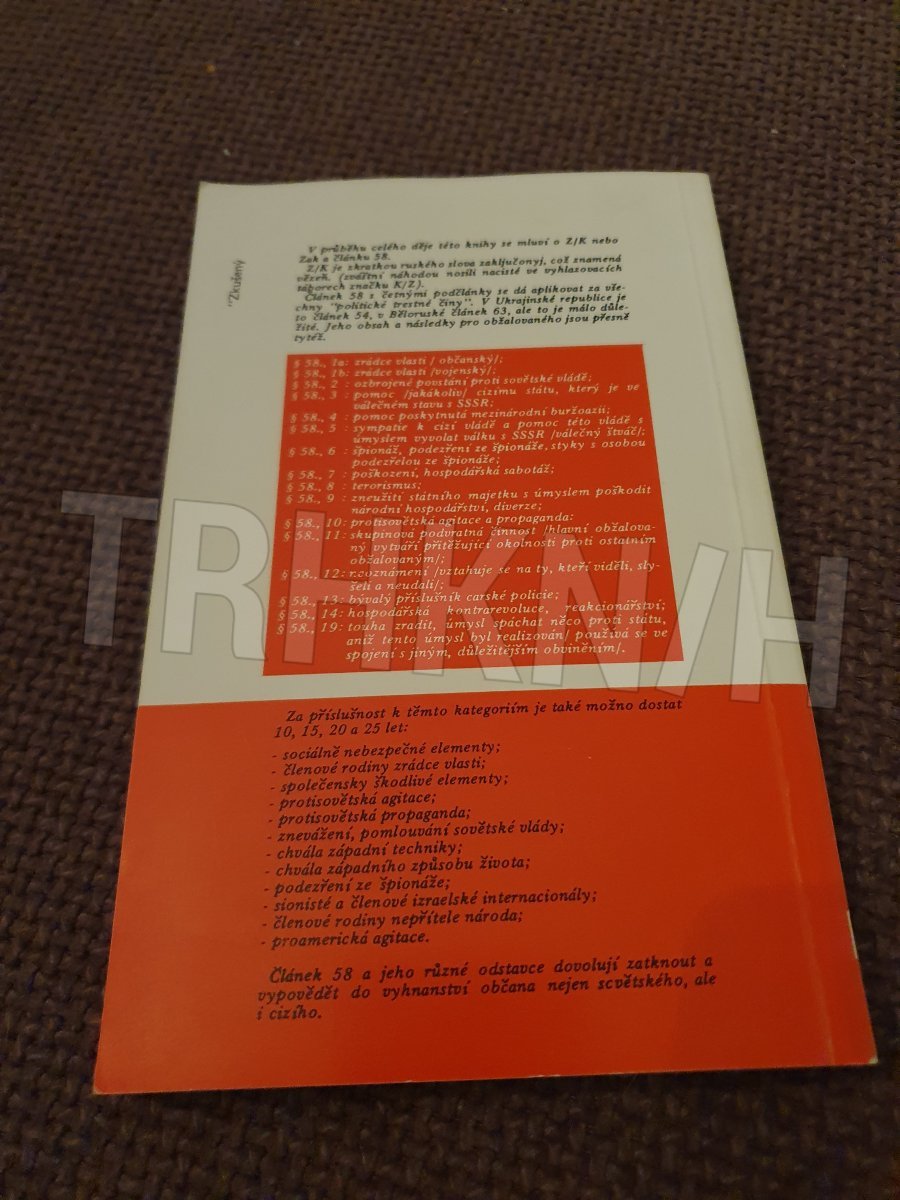 "Zkušený
V průběhu celého děje této knihy se mluví o Z/K nebo
Zak a článku 58.
Z/K je zkratkou ruského slova zaključonyj, což znamená
vězeň. (zvláštní náhodou nosili nacisté ve vyhlazovacích
táborech značku K/Z).
Článek 58 s četnými podčlánky se dá aplikovat za vše-
chny "politické trestné činy". V Ukrajinské republice je
to článek 54, v Běloruské článek 63, ale to je málo důle-
žité. Jeho obsah a následky pro obžalovaného jsou přesně
tytéž.
§ 58., 1a: zrádce vlasti / občanský/;
§ 58., 1b: zrádce vlasti /vojenský/;
§ 58., 2 : ozbrojené povstání proti sovětské vládě;
§ 58., 3 : pomoc /jakákoliv/ cizímu státu, který je ve
válečném stavu s SSSR;
§ 58., 4 : pomoc poskytnutá mezinárodní buržoazii;
§ 58., 5 : sympatie k cizí vládě a pomoc této vládě s
úmyslem vyvolat válku s SSSR /válečný štváč/;
§ 58., 6 : špionáž, podezření ze špionáže, styky s osobou
podezřelou ze špionáže;
§ 58., 7 : poškození, hospodářská sabotáž;
§ 58., 8 : terorismus;
§ 58., 9 : zneužití státního majetku s úmyslem poškodit
národní hospodářství, diverze;
§ 58., 10: protisovětská agitace a propaganda:
§ 58., 11: skupinová podvratná činnost /hlavní obžalova-
ný vytváří přitěžující okolnosti proti ostatním
obžalovaným/;
§ 58., 12: neoznámení /vztahuje se na ty, kteří viděli, sly-
šeli a neudali/;
§ 58., 13: bývalý příslušník carské policie;
§ 58., 14: hospodářská kontrarevoluce, reakcionářství;
§ 58., 19: touha zradit, úmysl spáchat něco proti státu,
aniž tento úmysl byl realizován/ používá se ve
spojení s jiným, důležitějším obviněním/.
TRHKNIH
Za příslušnost k těmto kategoriím je také možno dostat
10, 15, 20 a 25 let:
- sociálně nebezpečné elementy;
- členové rodiny zrádce vlasti;
- společensky škodlivé elementy;
- protisovětská agitace;
- protisovětská propaganda;
- znevážení, pomlouvání sovětské vlády;
- chvála západní techniky;
- chvála západního způsobu života;
- podezření ze špionáže;
- sionisté a členové izraelské internacionály;
- členové rodiny nepřítele národa;
- proamerická agitace.
Článek 58 a jeho různé odstavce dovolují zatknout a
vypovědět do vyhnanství občana nejen scvětského, ale
i cizího.